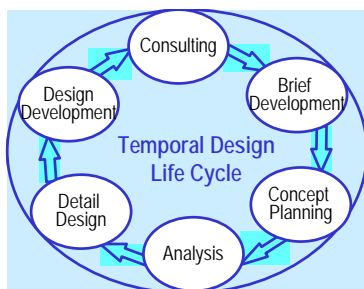 Consulting
Brief
Development
Concept
Planning
Analysis
Detail
Design
Design
Development
Temporal Design
Life Cycle